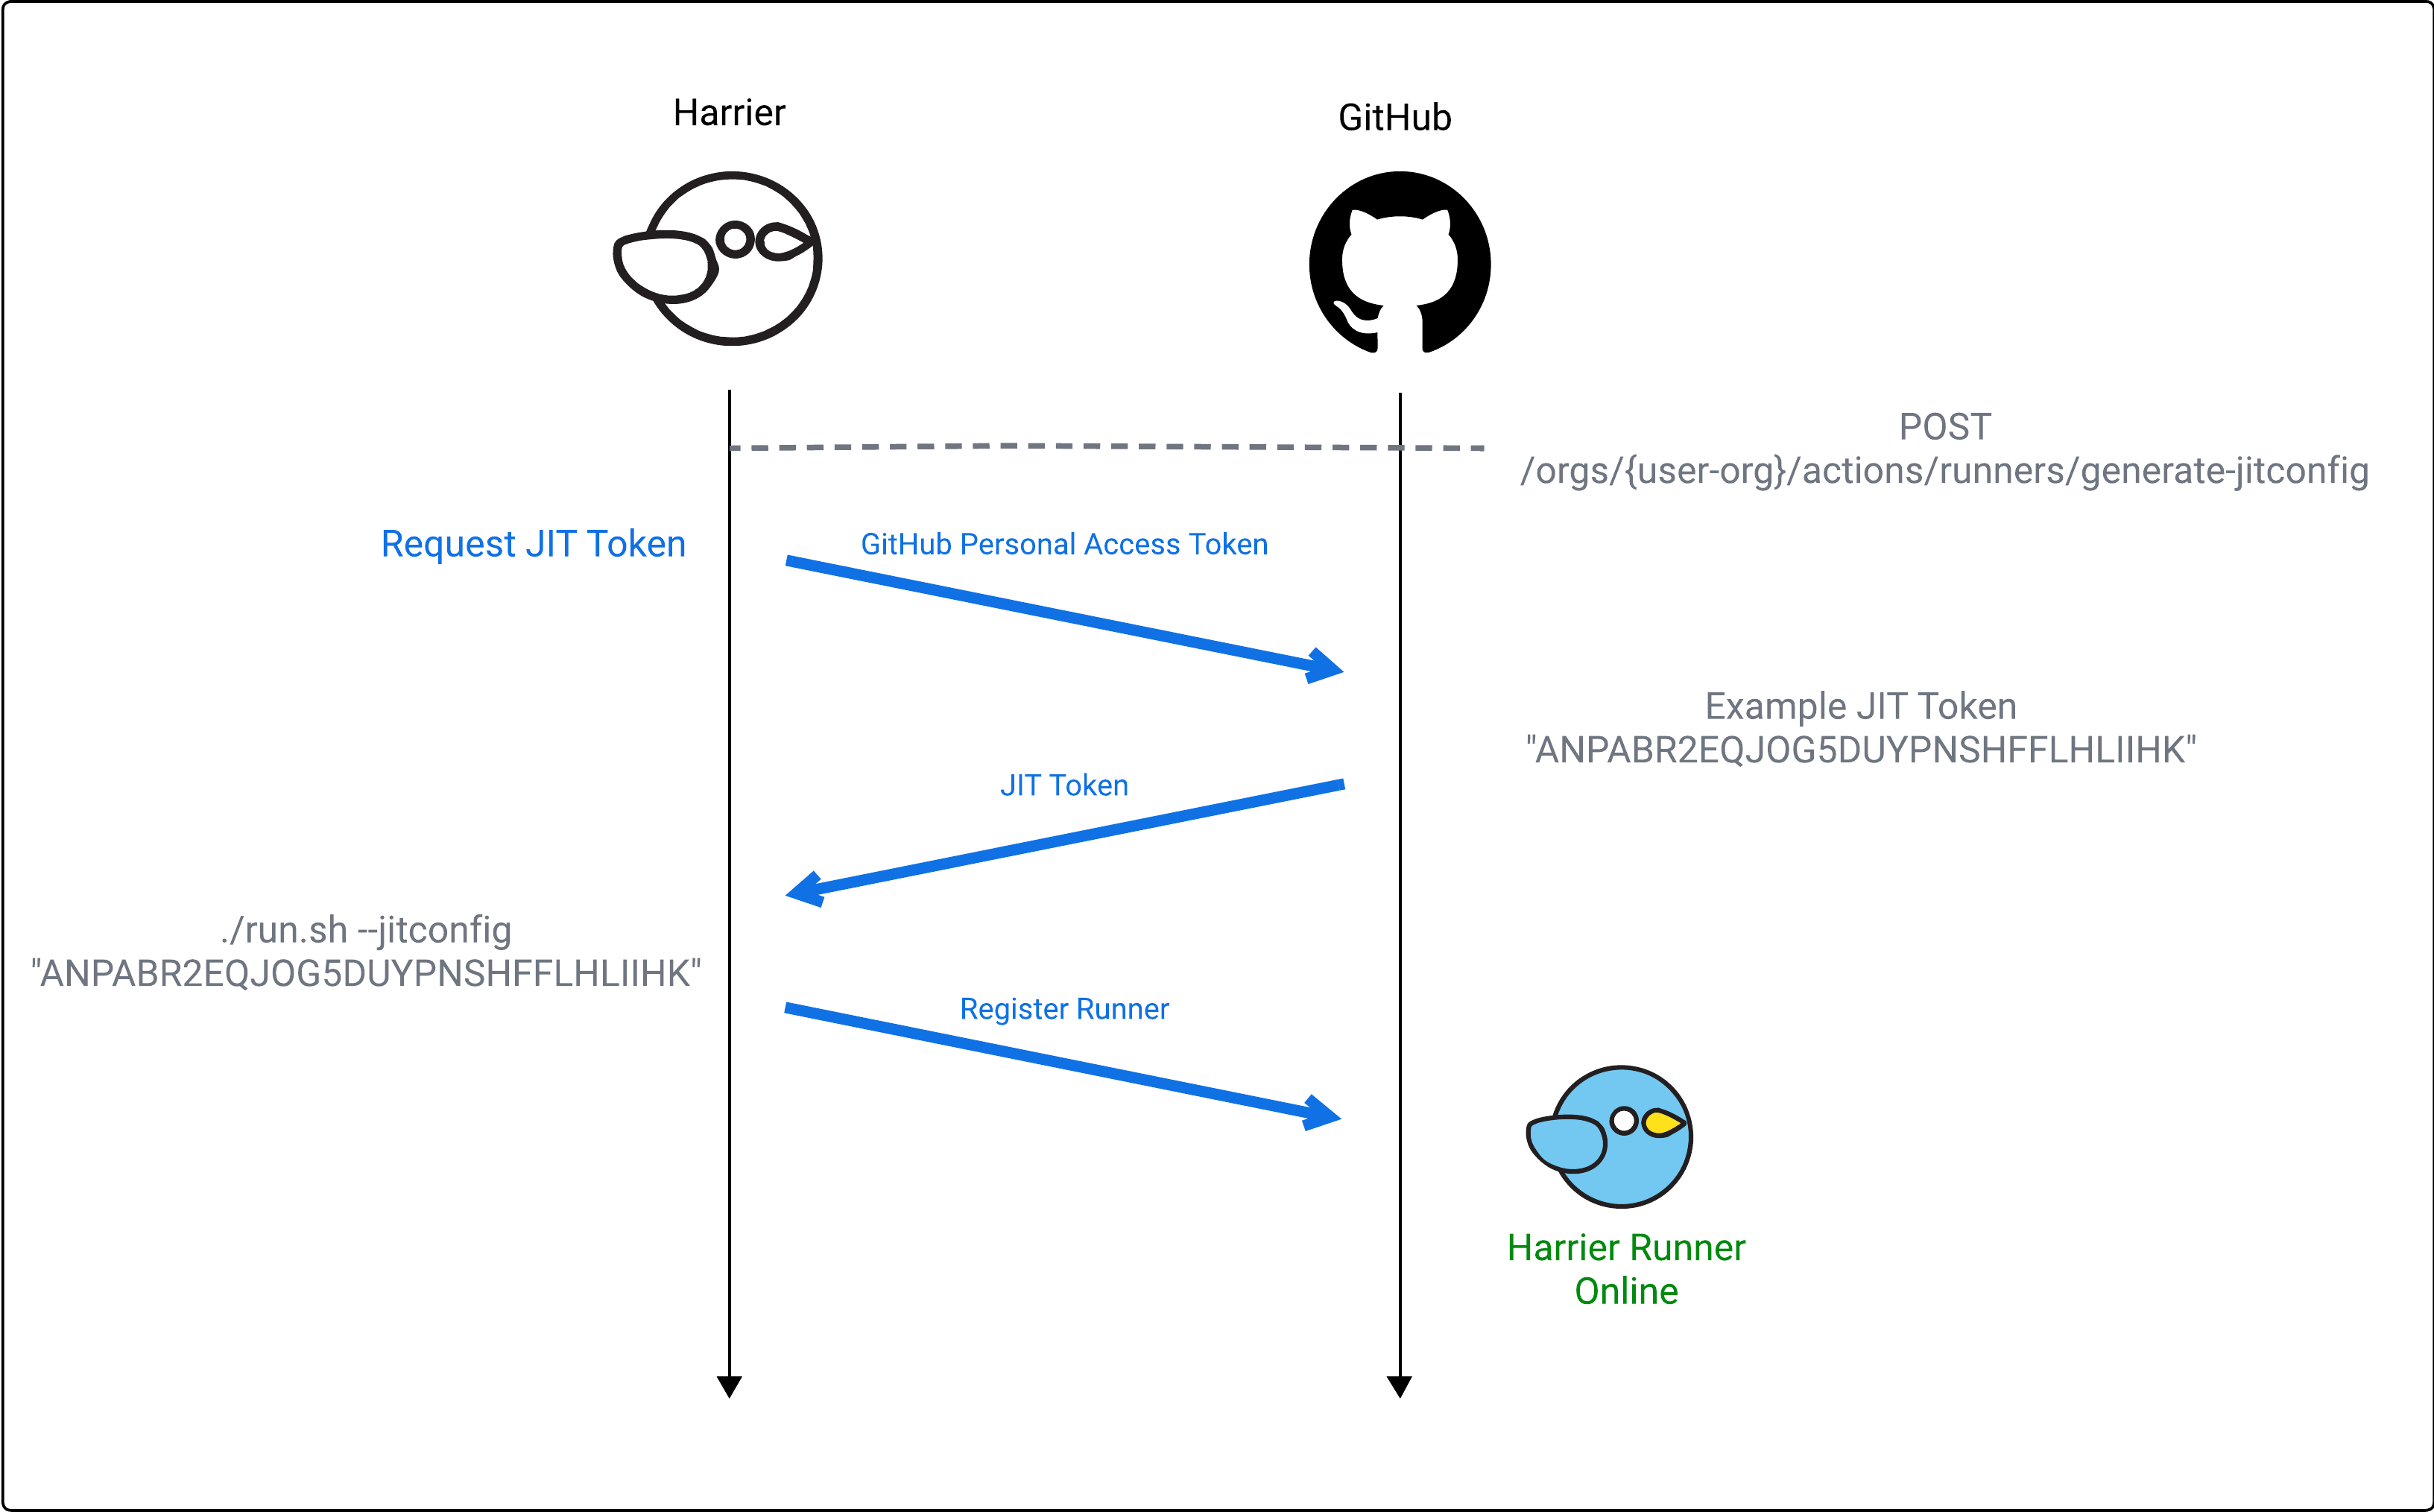 Harrier
GitHub
POST
/orgs/{user-org}/actions/runners/generate-jitconfig
Request JIT Token
GitHub Personal Access Token
Example JIT Token
"ANPABR2EQJOG5DUYPNSHFFLHLIIHK"
JIT Token
./run.sh --jitconfig
"ANPABR2EQJOG5DUYPNSHFFLHLIIHK"
Register Runner
Harrier Runner
Online